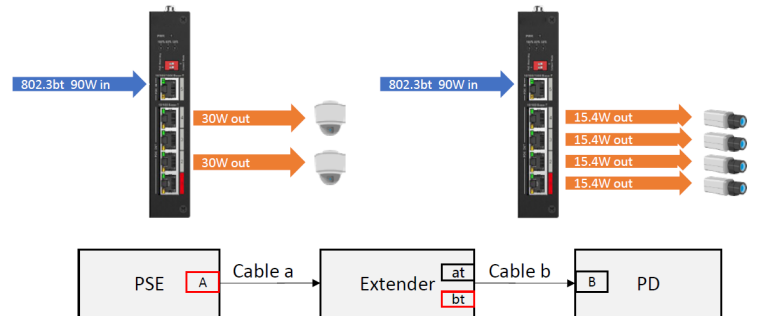 802.3bt 90W in
30W out
30W out
802.3bt 90W in
15.4W out
15.4W out
15.4W out
15.4W out
PSE
A
Cable a
Extender
at
bt
Cable b
B
PD